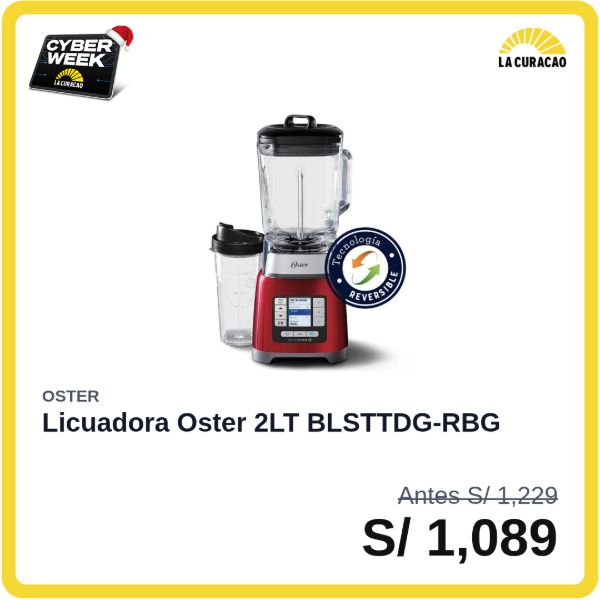 CYBER
WEEK
LA CURACAO
LA CURACAO
Oster
Tecnología
REVERSIBLE
OSTER
Licuadora Oster 2LT BLSTTDG-RBG
Antes S/ 1,229
S/ 1,089